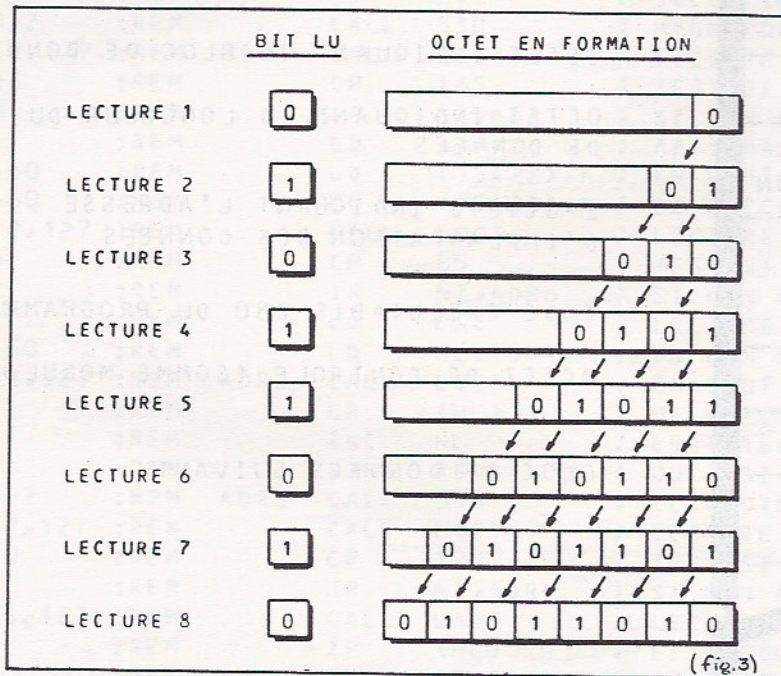 BIT LU OCTET EN FORMATION
LECTURE 1 0 0
LECTURE 2 1 0 1
LECTURE 3 0 0 1 0
LECTURE 4 1 0 1 0 1
LECTURE 5 1 0 1 0 1 1
LECTURE 6 0 0 1 0 1 1 0
LECTURE 7 1 0 1 0 1 1 0 1
LECTURE 8 0 0 1 0 1 1 0 1 0
(fig.3)